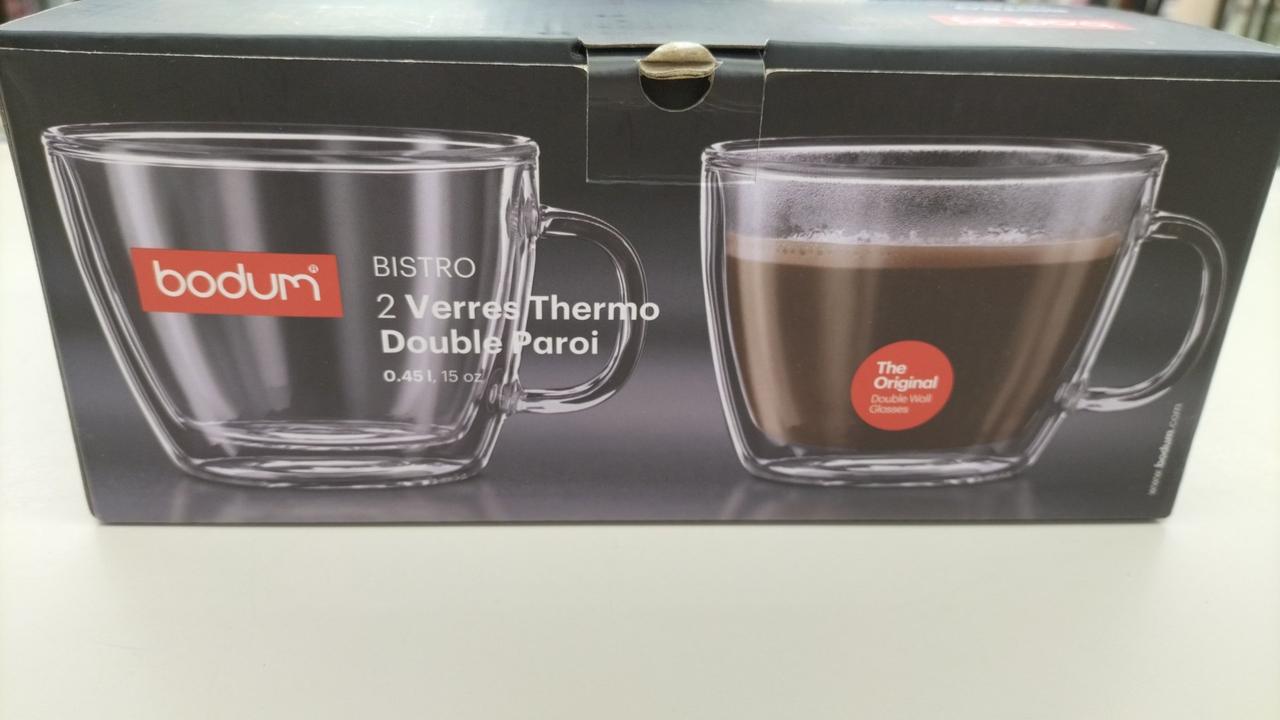 bodum®
BISTRO
2 Verres Thermo
Double Paroi
0.45 l, 15 oz
The
Original
Double Wall
Glasses
www.bodum.com